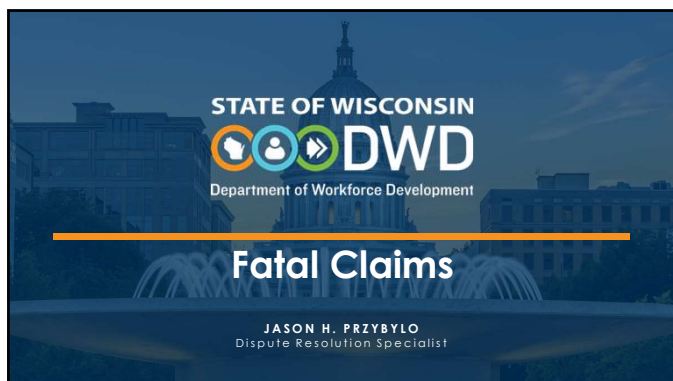 STATE OF WISCONSIN
DWD
Department of Workforce Development
Fatal Claims
JASON H. PRZYBYLO
Dispute Resolution Specialist